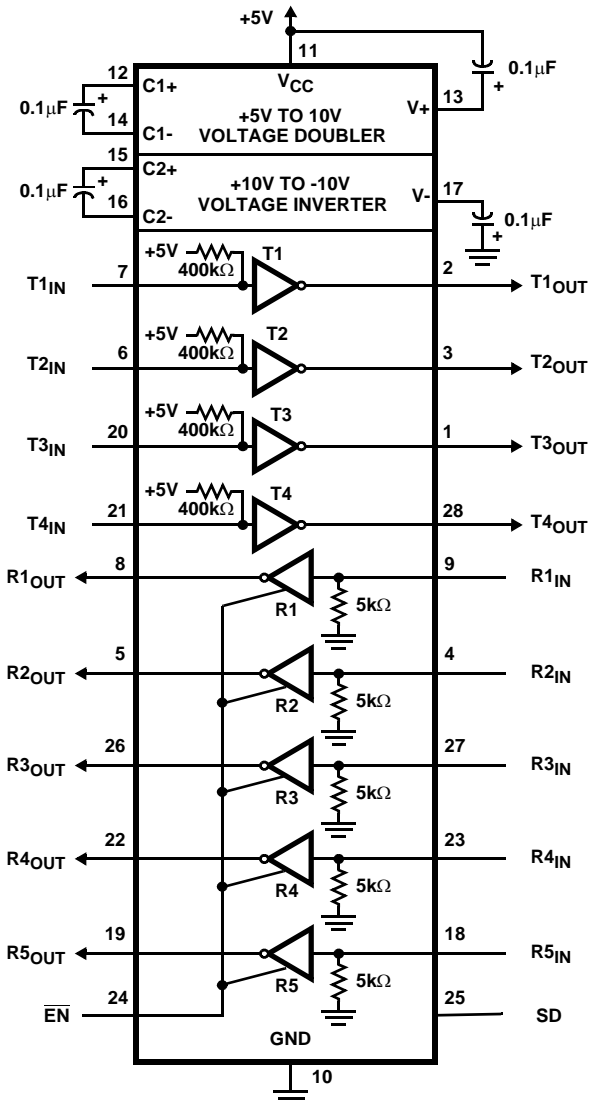 +5V
11
12
C1+
VCC
0.1µF
+
0.1µF
+
V+
13
14
C1-
+5V TO 10V
VOLTAGE DOUBLER
15
C2+
0.1µF
+
16
C2-
+10V TO -10V
VOLTAGE INVERTER
V-
17
0.1µF
+
+5V
400kΩ
T1
T1IN
7
2
T1OUT
+5V
400kΩ
T2
T2IN
6
3
T2OUT
+5V
400kΩ
T3
T3IN
20
1
T3OUT
+5V
400kΩ
T4
T4IN
21
28
T4OUT
R1OUT
8
9
R1IN
R1
5kΩ
R2OUT
5
4
R2IN
R2
5kΩ
R3OUT
26
27
R3IN
R3
5kΩ
R4OUT
22
23
R4IN
R4
5kΩ
R5OUT
19
18
R5IN
R5
5kΩ
EN
24
25
SD
GND
10